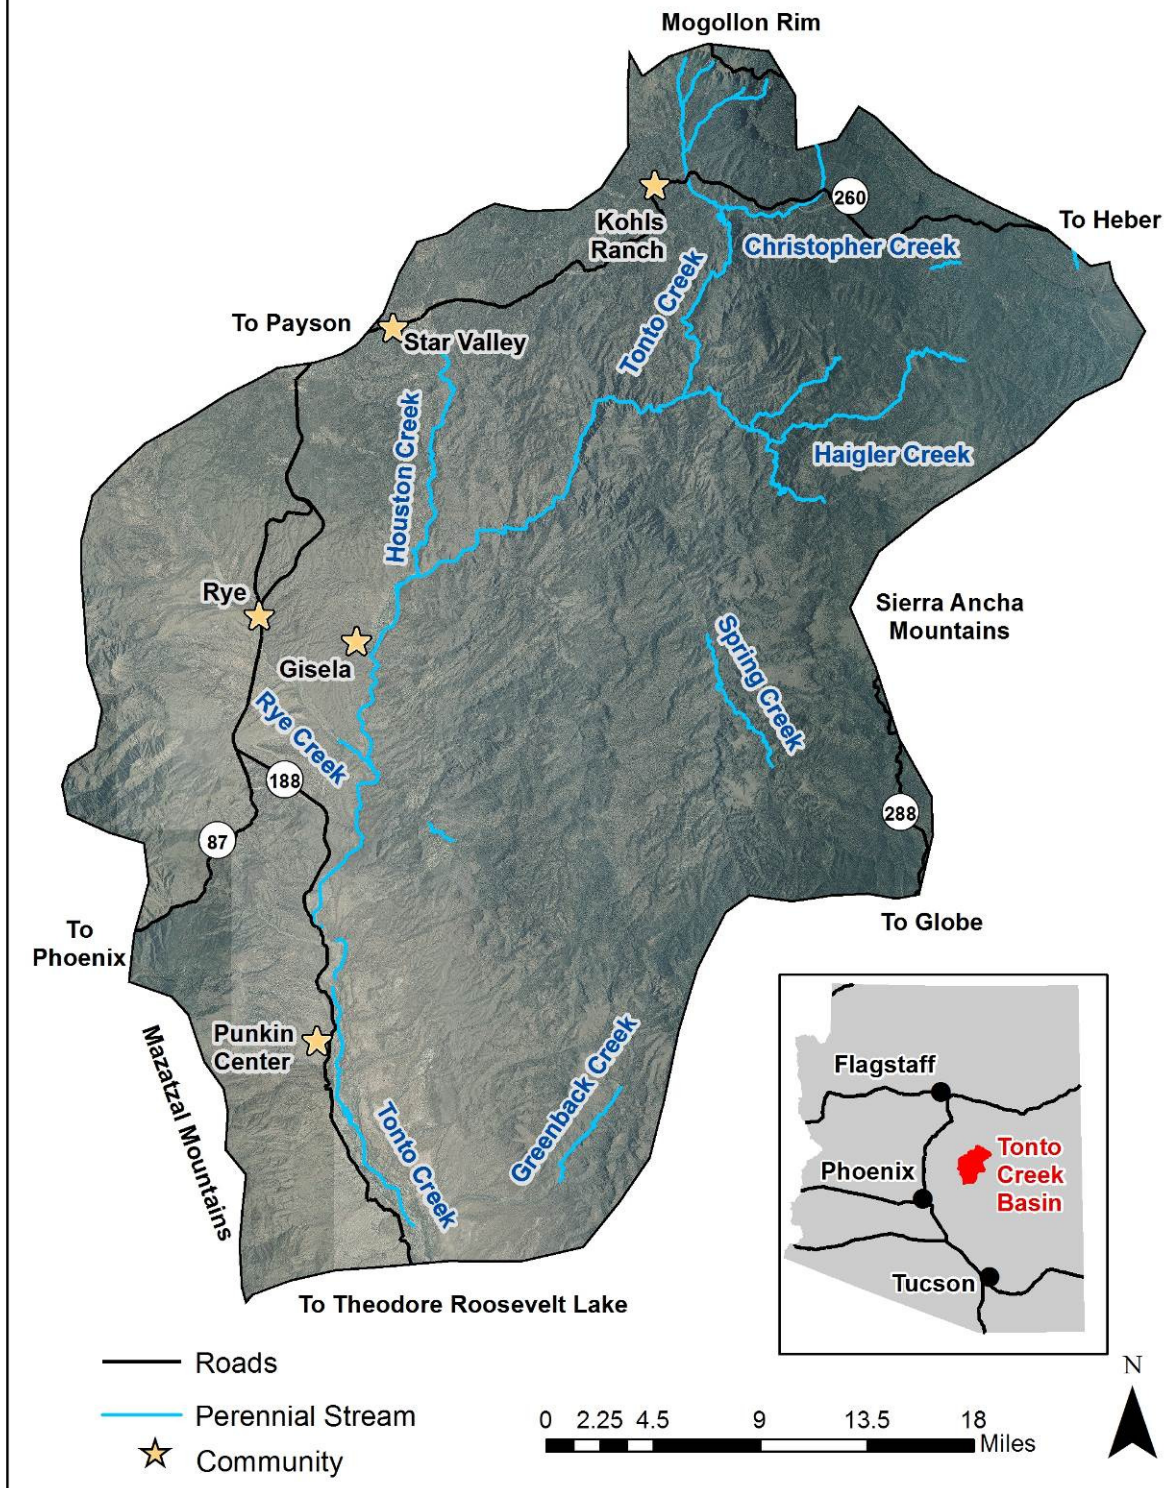 Mogollon Rim
260
To Heber
Kohls
Ranch
Christopher Creek
Tonto Creek
To Payson
Star Valley
Houston Creek
Haigler Creek
Rye
Sierra Ancha
Mountains
Gisela
Spring Creek
Rye Creek
188
87
288
To
Phoenix
To Globe
Mazatzal Mountains
Punkin
Center
Greenback Creek
Tonto Creek
To Theodore Roosevelt Lake
Flagstaff
Phoenix
Tonto
Creek
Basin
Tucson
Roads
Perennial Stream
Community
0 2.25 4.5 9 13.5 18
Miles
N